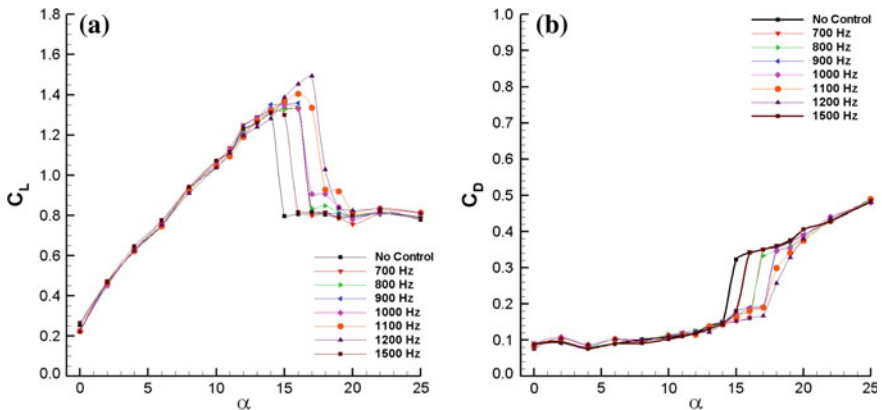 (a)
C_L
1.8
1.6
1.4
1.2
1.0
0.8
0.6
0.4
0.2
0.0
0 5 10 15 20 25
α
No Control
700 Hz
800 Hz
900 Hz
1000 Hz
1100 Hz
1200 Hz
1500 Hz
(b)
C_D
1.0
0.9
0.8
0.7
0.6
0.5
0.4
0.3
0.2
0.1
0.0
0 5 10 15 20 25
α
No Control
700 Hz
800 Hz
900 Hz
1000 Hz
1100 Hz
1200 Hz
1500 Hz